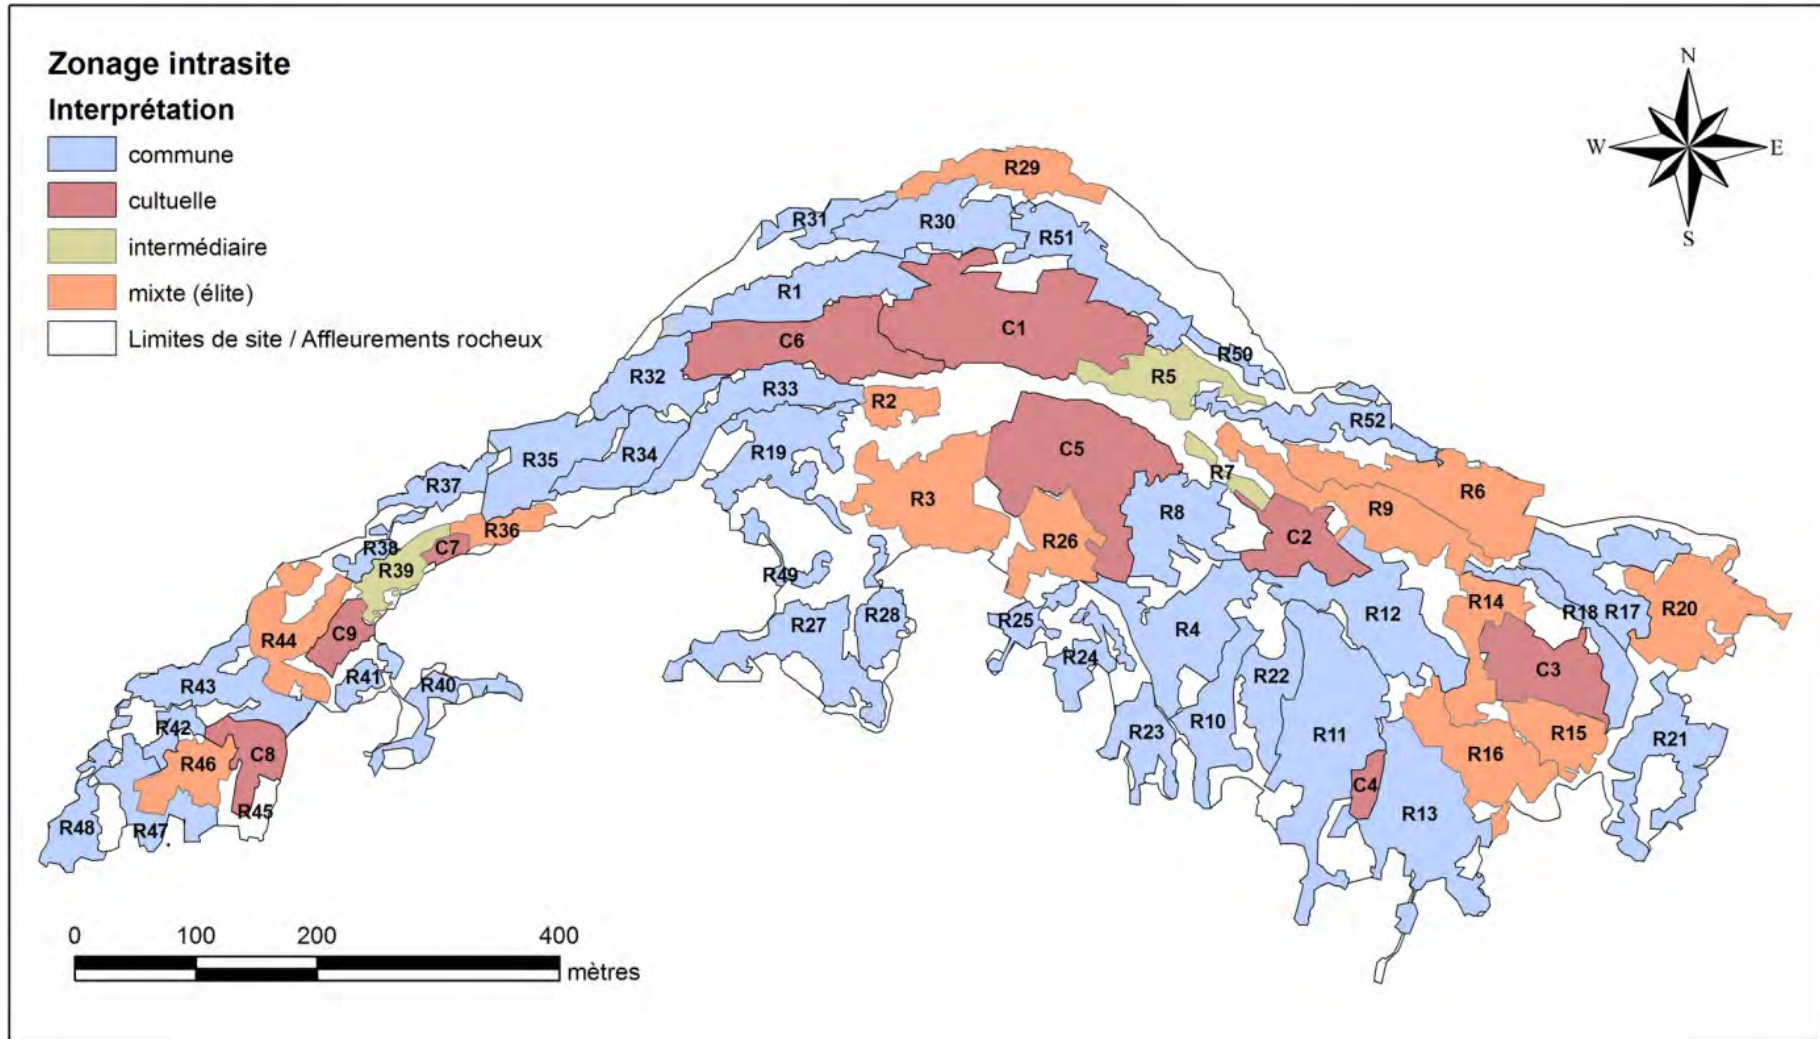 Zonage intrasite
Interprétation
commune
cultuelle
intermédiaire
mixte (élite)
Limites de site / Affleurements rocheux
N
W
E
S
R29
R31
R30
R51
R1
C1
C6
R50
R32
R33
R5
R2
R52
R19
C5
R35
R34
R7
R37
R3
R6
R8
R9
R36
C7
R38
R26
C2
R39
R49
R14
R18
R17
R20
R12
R28
R25
R27
R4
C9
R44
R24
C3
R41
R22
R43
R40
R10
R42
R23
R11
R15
R21
C8
R16
R46
C4
R45
R13
R48
R47
0 100 200 400
mètres